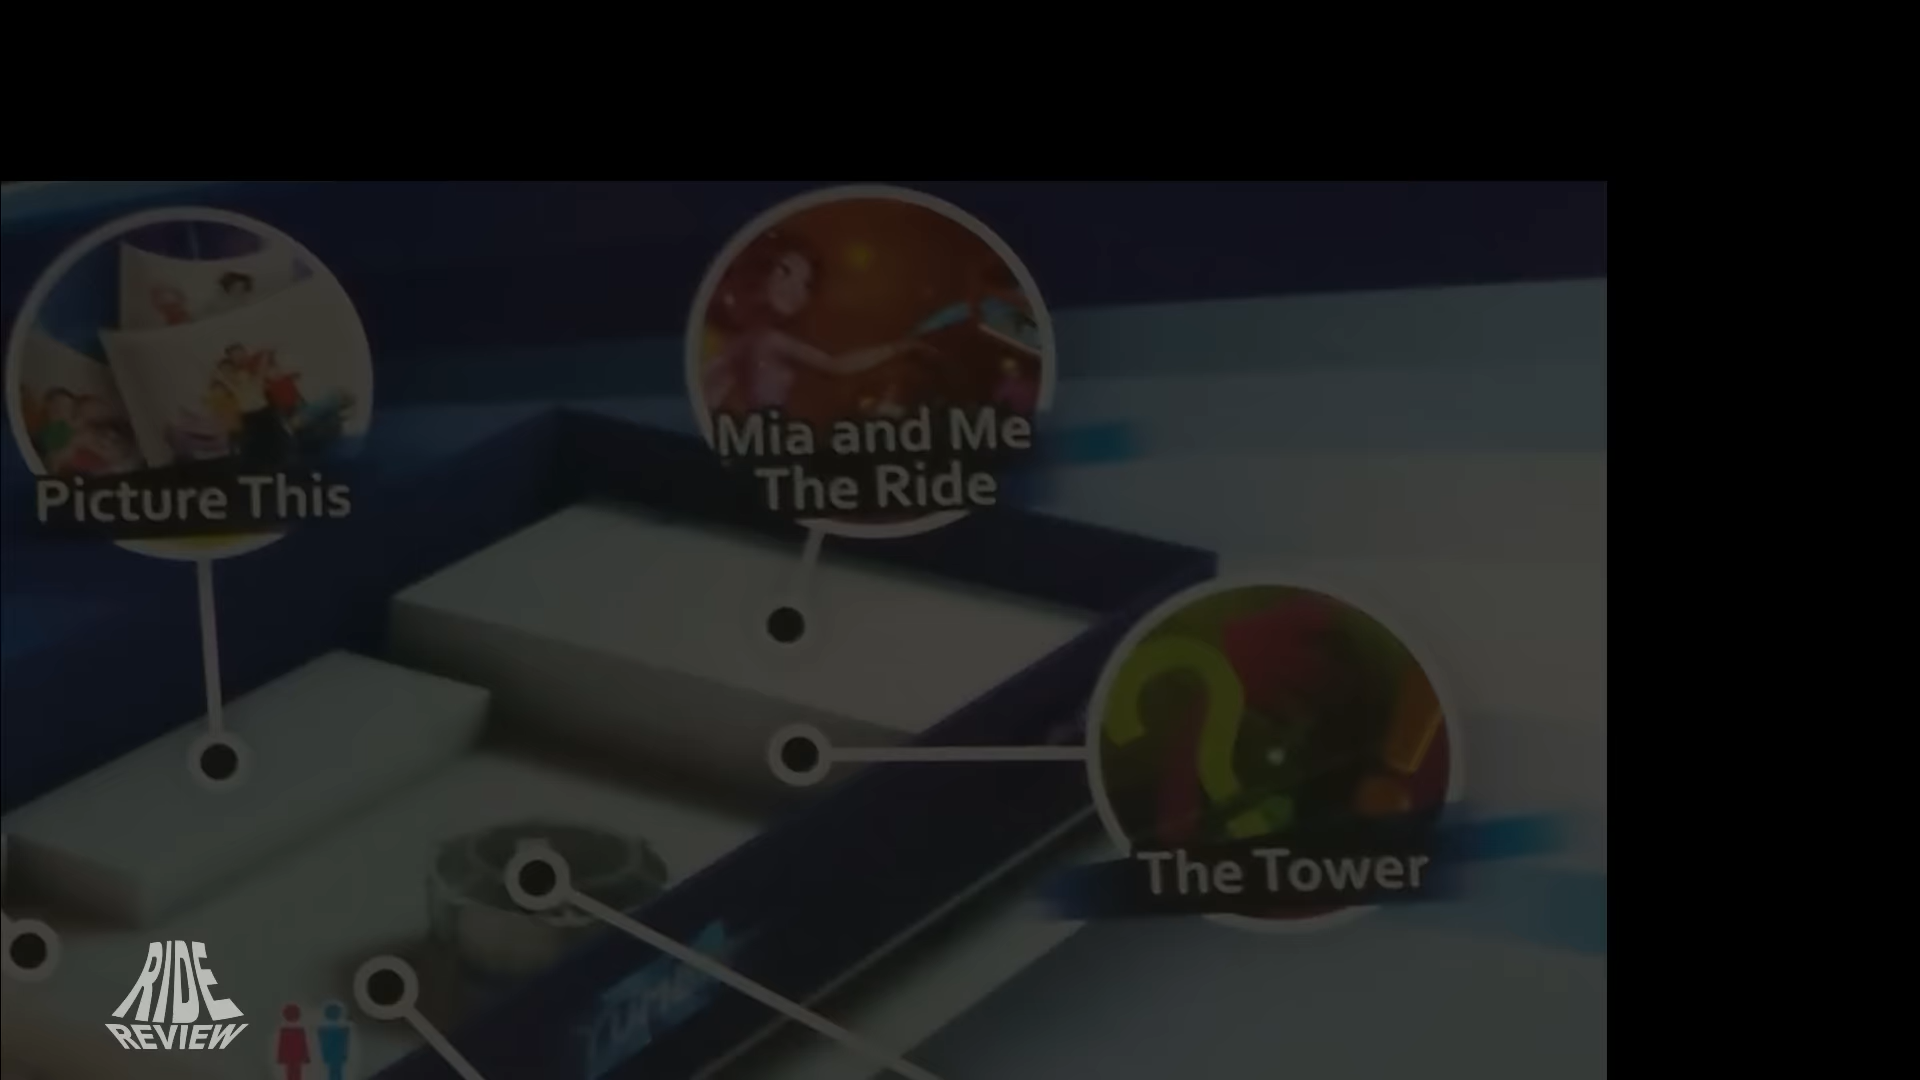 Picture This
Mia and Me
The Ride
The Tower
RIDE
REVIEW